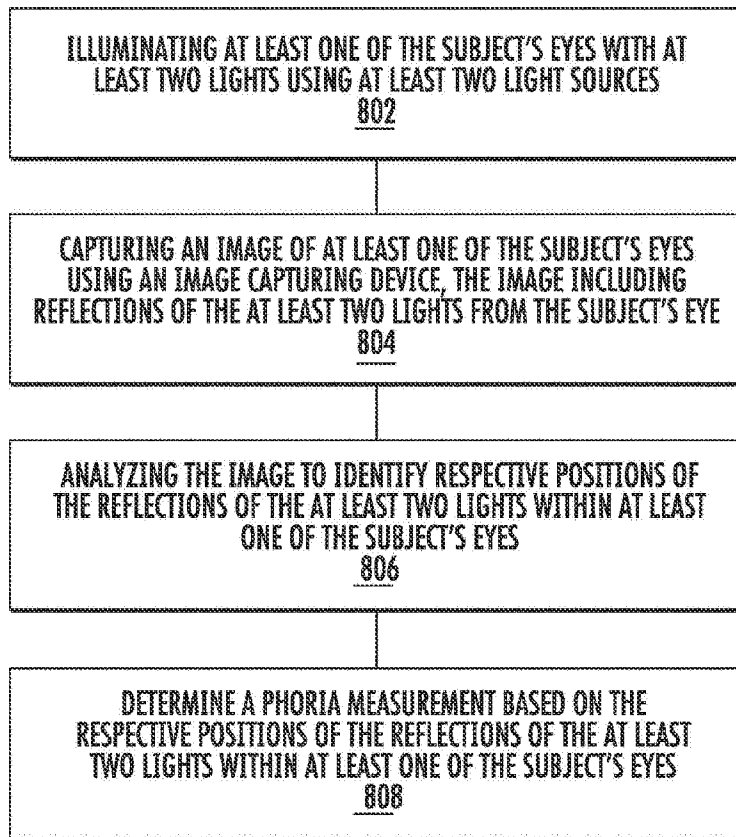 ILLUMINATING AT LEAST ONE OF THE SUBJECT'S EYES WITH AT
LEAST TWO LIGHTS USING AT LEAST TWO LIGHT SOURCES
802
CAPTURING AN IMAGE OF AT LEAST ONE OF THE SUBJECT'S EYES
USING AN IMAGE CAPTURING DEVICE, THE IMAGE INCLUDING
REFLECTIONS OF THE AT LEAST TWO LIGHTS FROM THE SUBJECT'S EYE
804
ANALYZING THE IMAGE TO IDENTIFY RESPECTIVE POSITIONS OF
THE REFLECTIONS OF THE AT LEAST TWO LIGHTS WITHIN AT LEAST
ONE OF THE SUBJECT'S EYES
806
DETERMINE A PHORIA MEASUREMENT BASED ON THE
RESPECTIVE POSITIONS OF THE REFLECTIONS OF THE AT LEAST
TWO LIGHTS WITHIN AT LEAST ONE OF THE SUBJECT'S EYES
808